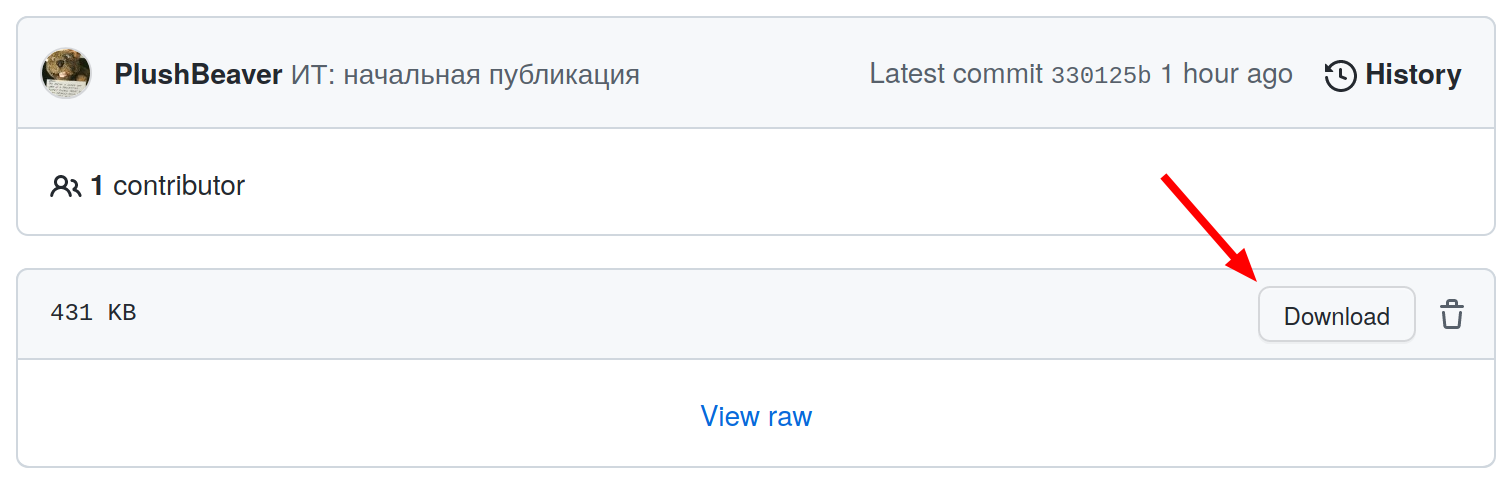 PlushBeaver ИТ: начальная публикация Latest commit 330125b 1 hour ago History
1 contributor
431 KB Download
View raw